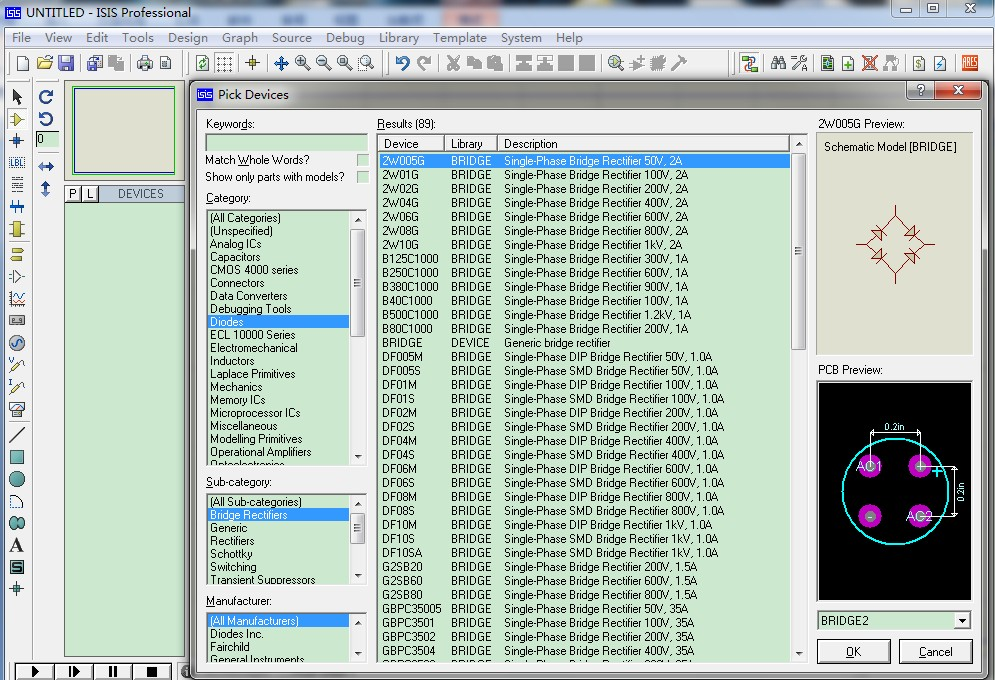 UNTITLED - ISIS Professional
File View Edit Tools Design Graph Source Debug Library Template System Help
Pick Devices
Keywords:
Match Whole Words?
Show only parts with models?
Category:
(All Categories)
(Unspecified)
Analog ICs
Capacitors
CMOS 4000 series
Connectors
Data Converters
Debugging Tools
Diodes
ECL 10000 Series
Electromechanical
Inductors
Laplace Primitives
Mechanics
Memory ICs
Microprocessor ICs
Miscellaneous
Modelling Primitives
Operational Amplifiers
Optoelectronics
Sub-category:
(All Sub-categories)
Bridge Rectifiers
Generic
Rectifiers
Schottky
Switching
Transient Suppressors
Manufacturer:
(All Manufacturers)
Diodes Inc.
Fairchild
General Instruments
Results (89):
Device Library Description
2W005G BRIDGE Single-Phase Bridge Rectifier 50V, 2A
2W01G BRIDGE Single-Phase Bridge Rectifier 100V, 2A
2W02G BRIDGE Single-Phase Bridge Rectifier 200V, 2A
2W04G BRIDGE Single-Phase Bridge Rectifier 400V, 2A
2W06G BRIDGE Single-Phase Bridge Rectifier 600V, 2A
2W08G BRIDGE Single-Phase Bridge Rectifier 800V, 2A
2W10G BRIDGE Single-Phase Bridge Rectifier 1kV, 2A
B125C1000 BRIDGE Single-Phase Bridge Rectifier 300V, 1A
B250C1000 BRIDGE Single-Phase Bridge Rectifier 600V, 1A
B380C1000 BRIDGE Single-Phase Bridge Rectifier 900V, 1A
B40C1000 BRIDGE Single-Phase Bridge Rectifier 100V, 1A
B500C1000 BRIDGE Single-Phase Bridge Rectifier 1.2kV, 1A
B80C1000 BRIDGE Single-Phase Bridge Rectifier 200V, 1A
BRIDGE DEVICE Generic bridge rectifier
DF005M BRIDGE Single-Phase DIP Bridge Rectifier 50V, 1.0A
DF005S BRIDGE Single-Phase SMD Bridge Rectifier 50V, 1.0A
DF01M BRIDGE Single-Phase DIP Bridge Rectifier 100V, 1.0A
DF01S BRIDGE Single-Phase SMD Bridge Rectifier 100V, 1.0A
DF02M BRIDGE Single-Phase DIP Bridge Rectifier 200V, 1.0A
DF02S BRIDGE Single-Phase SMD Bridge Rectifier 200V, 1.0A
DF04M BRIDGE Single-Phase DIP Bridge Rectifier 400V, 1.0A
DF04S BRIDGE Single-Phase SMD Bridge Rectifier 400V, 1.0A
DF06M BRIDGE Single-Phase DIP Bridge Rectifier 600V, 1.0A
DF06S BRIDGE Single-Phase SMD Bridge Rectifier 600V, 1.0A
DF08M BRIDGE Single-Phase DIP Bridge Rectifier 800V, 1.0A
DF08S BRIDGE Single-Phase SMD Bridge Rectifier 800V, 1.0A
DF10M BRIDGE Single-Phase DIP Bridge Rectifier 1kV, 1.0A
DF10S BRIDGE Single-Phase SMD Bridge Rectifier 1kV, 1.0A
DF10SA BRIDGE Single-Phase SMD Bridge Rectifier 1kV, 1.0A
G2SB20 BRIDGE Single-Phase Bridge Rectifier 200V, 1.5A
G2SB60 BRIDGE Single-Phase Bridge Rectifier 600V, 1.5A
G2SB80 BRIDGE Single-Phase Bridge Rectifier 800V, 1.5A
GBPC35005 BRIDGE Single-Phase Bridge Rectifier 50V, 35A
GBPC3501 BRIDGE Single-Phase Bridge Rectifier 100V, 35A
GBPC3502 BRIDGE Single-Phase Bridge Rectifier 200V, 35A
GBPC3504 BRIDGE Single-Phase Bridge Rectifier 400V, 35A
2W005G Preview:
Schematic Model [BRIDGE]
PCB Preview:
0.2in
AC1 + +
0.2in
- AC2
BRIDGE2
OK Cancel
0
LBL
P L DEVICES
A
S
ISIS
ARES